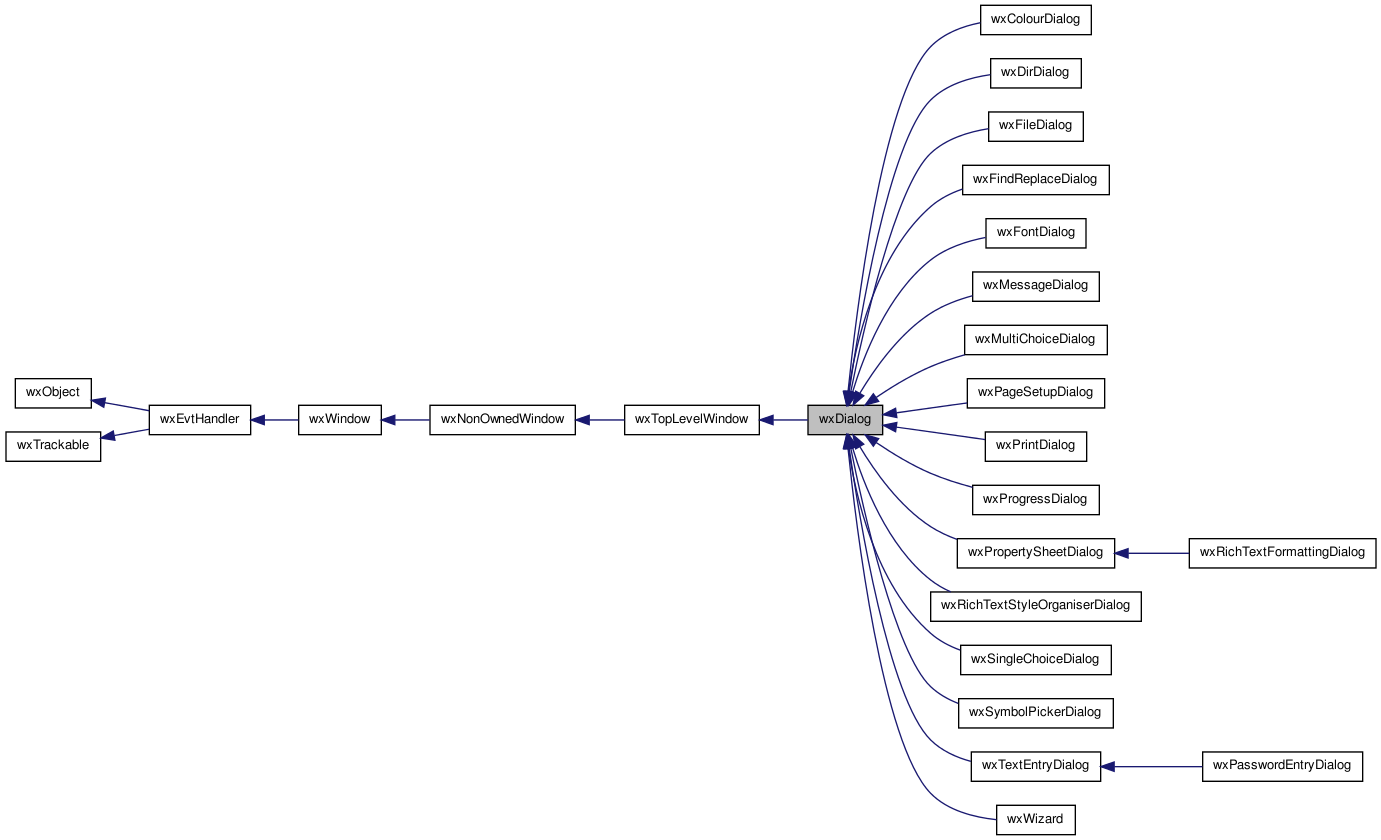 wxColourDialog
wxDirDialog
wxFileDialog
wxFindReplaceDialog
wxFontDialog
wxMessageDialog
wxMultiChoiceDialog
wxObject
wxPageSetupDialog
wxEvtHandler
wxWindow
wxNonOwnedWindow
wxTopLevelWindow
wxDialog
wxTrackable
wxPrintDialog
wxProgressDialog
wxPropertySheetDialog
wxRichTextFormattingDialog
wxRichTextStyleOrganiserDialog
wxSingleChoiceDialog
wxSymbolPickerDialog
wxTextEntryDialog
wxPasswordEntryDialog
wxWizard